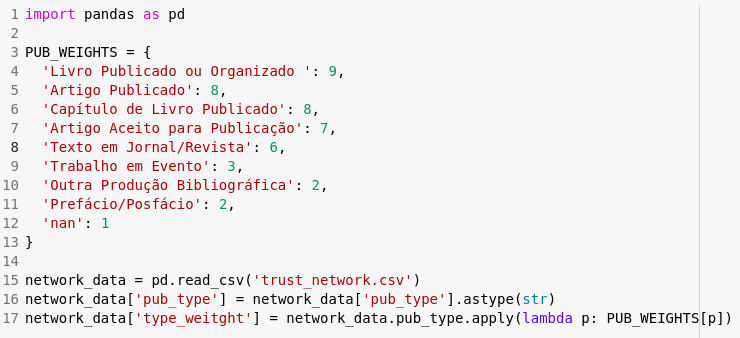 1 import pandas as pd
2
3 PUB_WEIGHTS = {
4   'Livro Publicado ou Organizado ': 9,
5   'Artigo Publicado': 8,
6   'Capítulo de Livro Publicado': 8,
7   'Artigo Aceito para Publicação': 7,
8   'Texto em Jornal/Revista': 6,
9   'Trabalho em Evento': 3,
10   'Outra Produção Bibliográfica': 2,
11   'Prefácio/Posfácio': 2,
12   'nan': 1
13 }
14
15 network_data = pd.read_csv('trust_network.csv')
16 network_data['pub_type'] = network_data['pub_type'].astype(str)
17 network_data['type_weitght'] = network_data.pub_type.apply(lambda p: PUB_WEIGHTS[p])